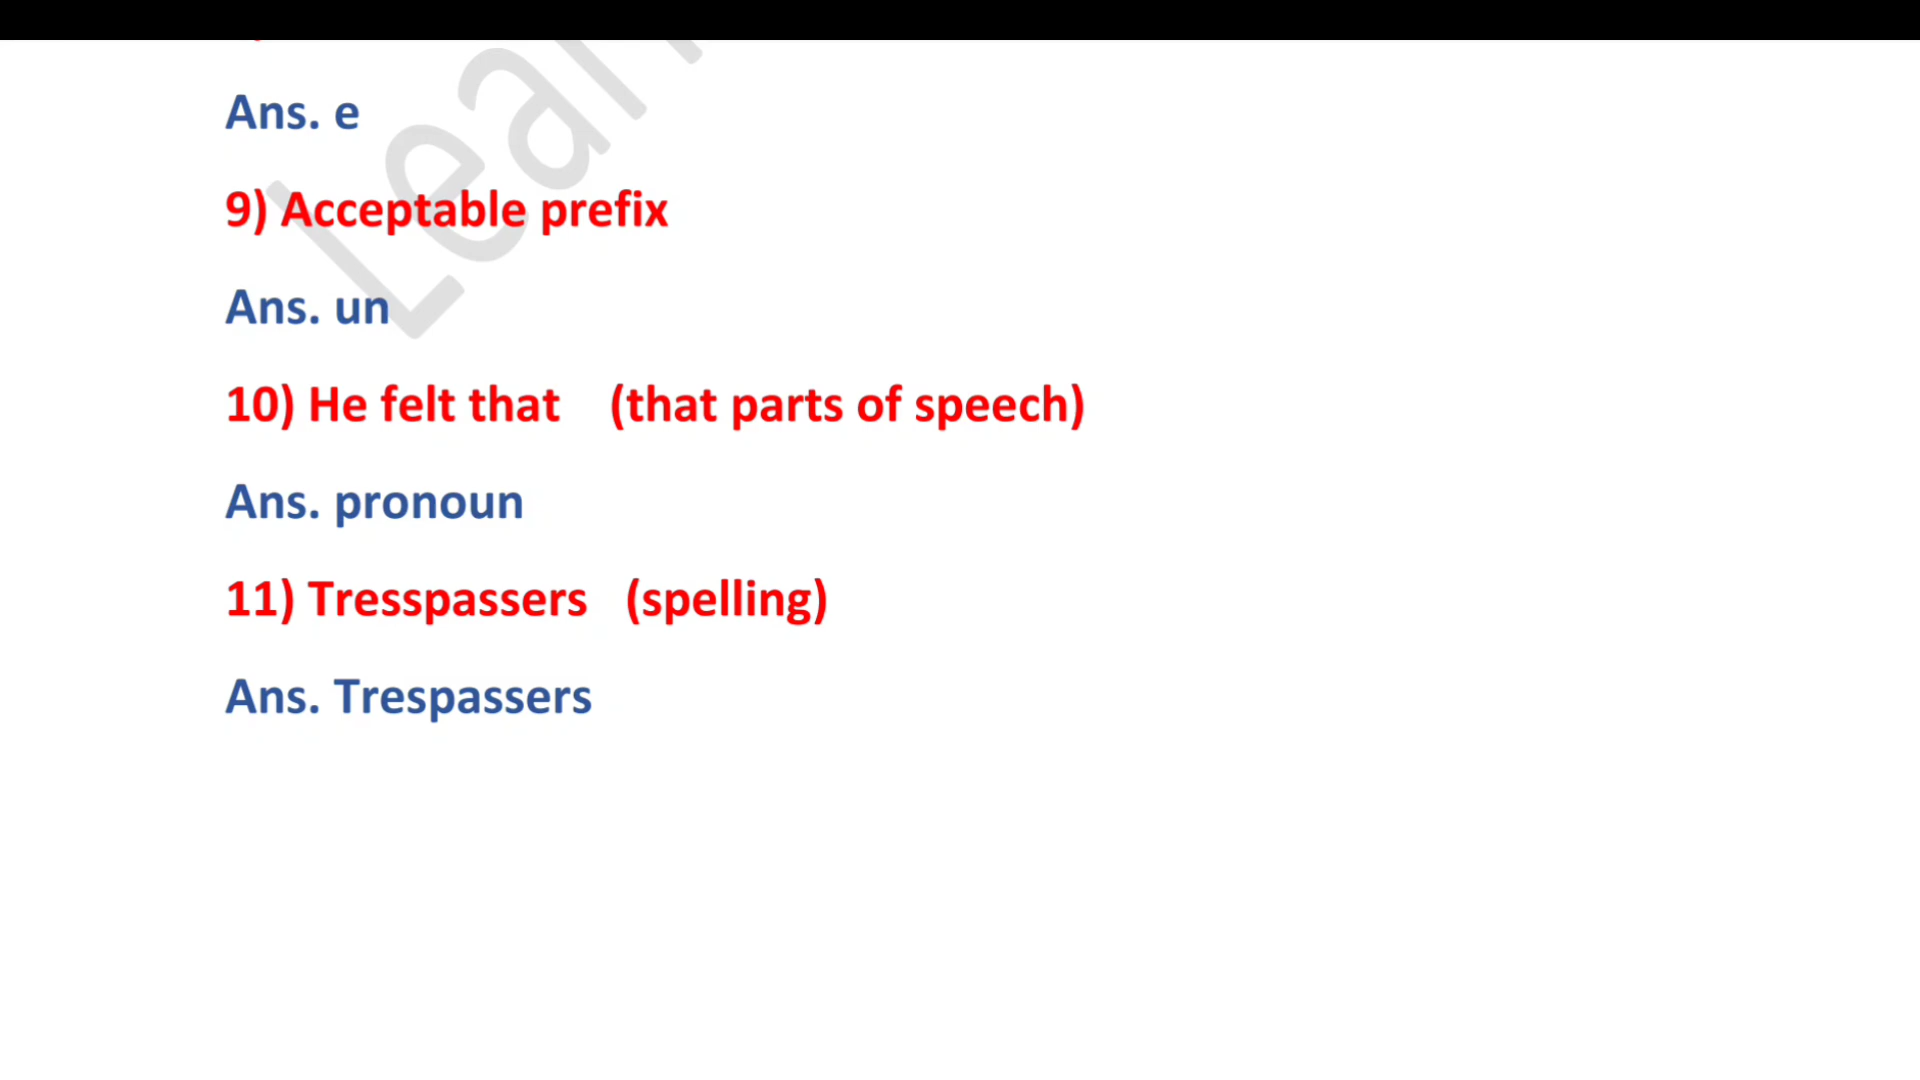 Ans. e
9) Acceptable prefix
Ans. un
10) He felt that (that parts of speech)
Ans. pronoun
11) Tresspassers (spelling)
Ans. Trespassers